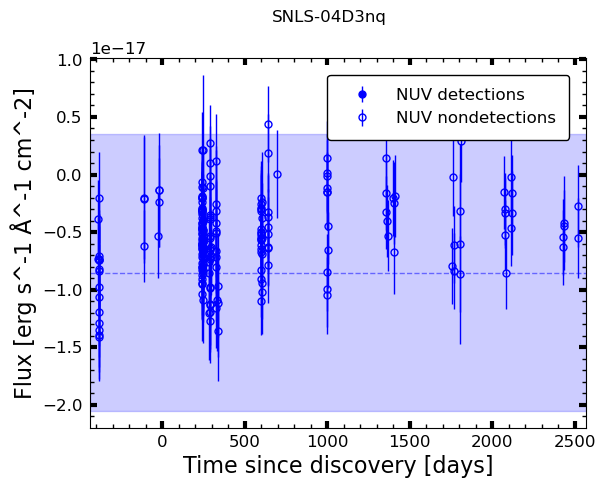 SNLS-04D3nq
1e−17
NUV detections
NUV nondetections
1.0
0.5
0.0
−0.5
−1.0
−1.5
−2.0
Flux [erg s^-1 Å^-1 cm^-2]
0
500
1000
1500
2000
2500
Time since discovery [days]